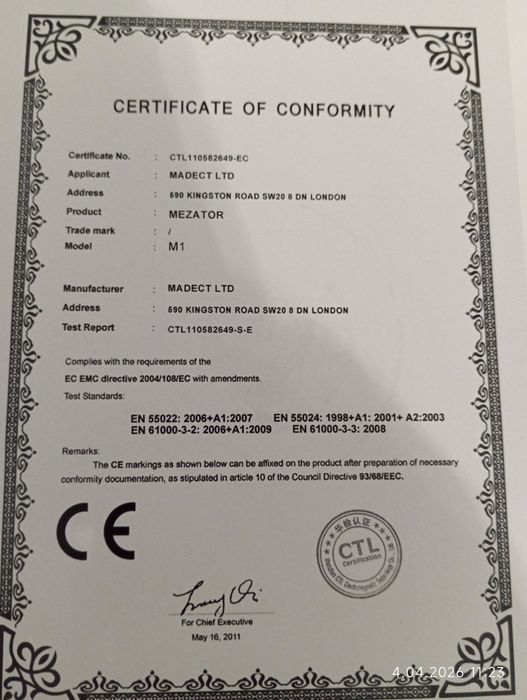 CERTIFICATE OF CONFORMITY
Certificate No. : CTL110582649-EC
Applicant : MADECT LTD
Address : 590 KINGSTON ROAD SW20 8 DN LONDON
Product : MEZATOR
Trade mark : /
Model : M1
Manufacturer : MADECT LTD
Address : 590 KINGSTON ROAD SW20 8 DN LONDON
Test Report : CTL110582649-S-E
Complies with the requirements of the
EC EMC directive 2004/108/EC with amendments.
Test Standards:
EN 55022: 2006+A1:2007 EN 55024: 1998+A1: 2001+ A2:2003
EN 61000-3-2: 2006+A1:2009 EN 61000-3-3: 2008
Remarks:
The CE markings as shown below can be affixed on the product after preparation of necessary
conformity documentation, as stipulated in article 10 of the Council Directive 93/68/EEC.
CE
华检认证
CTL
Certification
For Chief Executive
May 16, 2011
4.04.2026 11:23